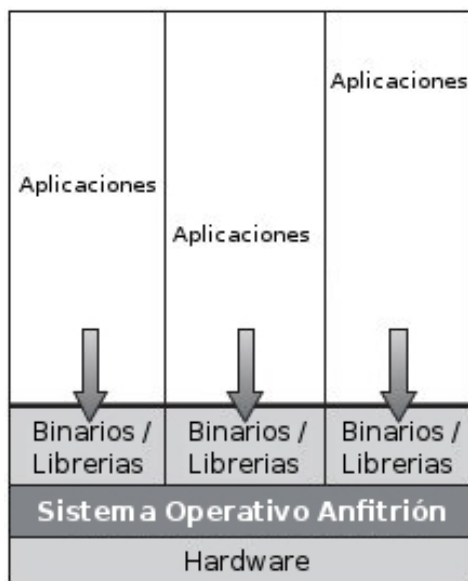 Aplicaciones
Aplicaciones
Aplicaciones
Binarios /
Librerias
Binarios /
Librerias
Binarios /
Librerias
Sistema Operativo Anfitrión
Hardware